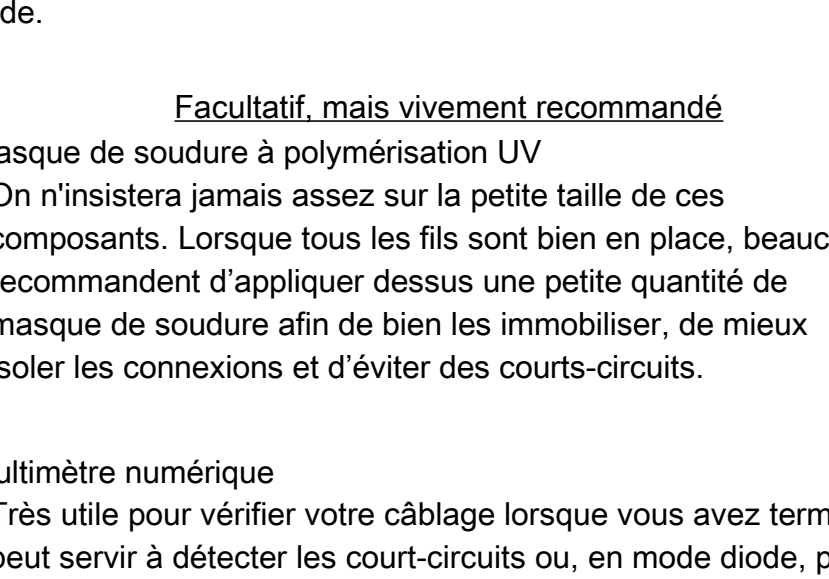 de.
Facultatif, mais vivement recommandé
asque de soudure à polymérisation UV
On n'insistera jamais assez sur la petite taille de ces
composants. Lorsque tous les fils sont bien en place, beauc
recommandent d’appliquer dessus une petite quantité de
masque de soudure afin de bien les immobiliser, de mieux
isoler les connexions et d’éviter des courts-circuits.
ultimètre numérique
Très utile pour vérifier votre câblage lorsque vous avez term
peut servir à détecter les court-circuits ou, en mode diode, p